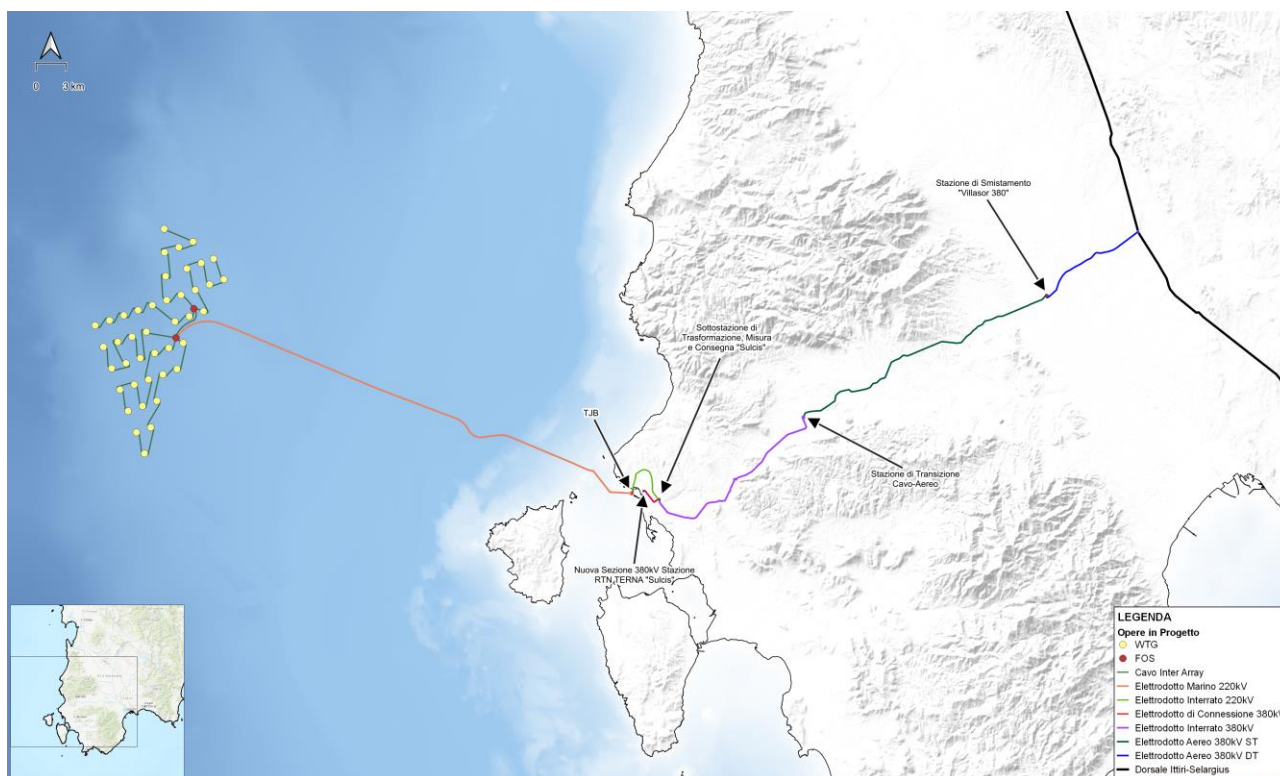 0 3 km
Stazione di Smistamento
"Villasor 380"
Sottostazione di
Trasformazione, Misura
e Consegna "Sulcis"
TJB
Stazione di Transizione
Cavo-Aereo
Nuova Sezione 380kV Stazione
RTN TERNA "Sulcis"
LEGENDA
Opere in Progetto
WTG
FOS
Cavo Inter Array
Elettrodotto Marino 220kV
Elettrodotto Interrato 220kV
Elettrodotto di Connessione 380kV
Elettrodotto Interrato 380kV
Elettrodotto Aereo 380kV ST
Elettrodotto Aereo 380kV DT
Dorsale Ittiri-Selargius